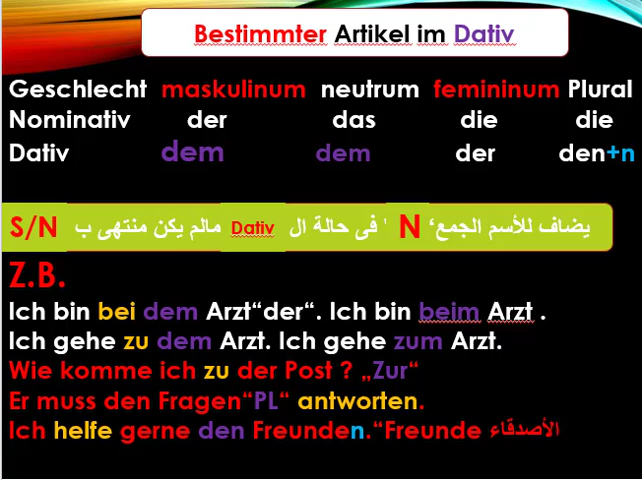 Bestimmter Artikel im Dativ
Geschlecht maskulinum neutrum femininum Plural
Nominativ der das die die
Dativ dem dem der den+n
يضاف للأسم الجمع‘ N ' فى حالة ال Dativ مالم يكن منتهى ب S/N
Z.B.
Ich bin bei dem Arzt“der“. Ich bin beim Arzt .
Ich gehe zu dem Arzt. Ich gehe zum Arzt.
Wie komme ich zu der Post ? „Zur“
Er muss den Fragen“PL“ antworten.
Ich helfe gerne den Freunden.“Freunde الأصدقاء